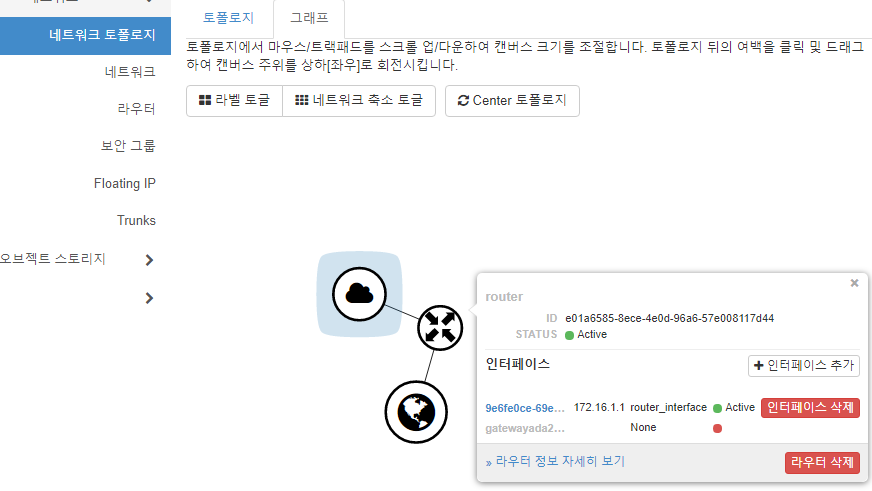 토폴로지
그래프
네트워크 토폴로지
네트워크
라우터
보안 그룹
Floating IP
Trunks
오브젝트 스토리지
토폴로지에서 마우스/트랙패드를 스크롤 업/다운하여 캔버스 크기를 조절합니다. 토폴로지 뒤의 여백을 클릭 및 드래그
하여 캔버스 주위를 상하[좌우]로 회전시킵니다.
라벨 토글
네트워크 축소 토글
Center 토폴로지
router
ID e01a6585-8ece-4e0d-96a6-57e008117d44
STATUS Active
인터페이스
인터페이스 추가
9e6fe0ce-69e... 172.16.1.1 router_interface Active 인터페이스 삭제
gatewayada2... None
» 라우터 정보 자세히 보기
라우터 삭제